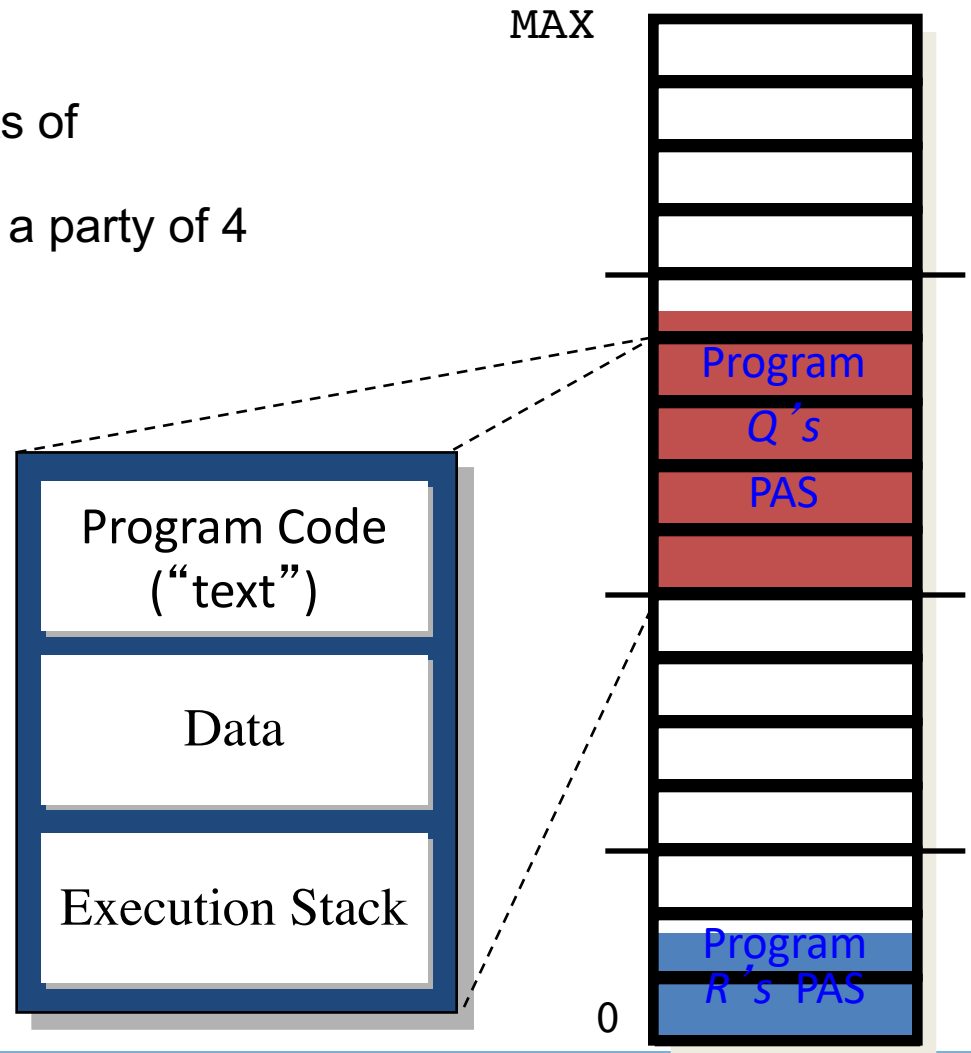 MAX
s of
a party of 4
Program
Q´s
PAS
Program Code
(“text”)
Data
Execution Stack
Program
R´s PAS
0